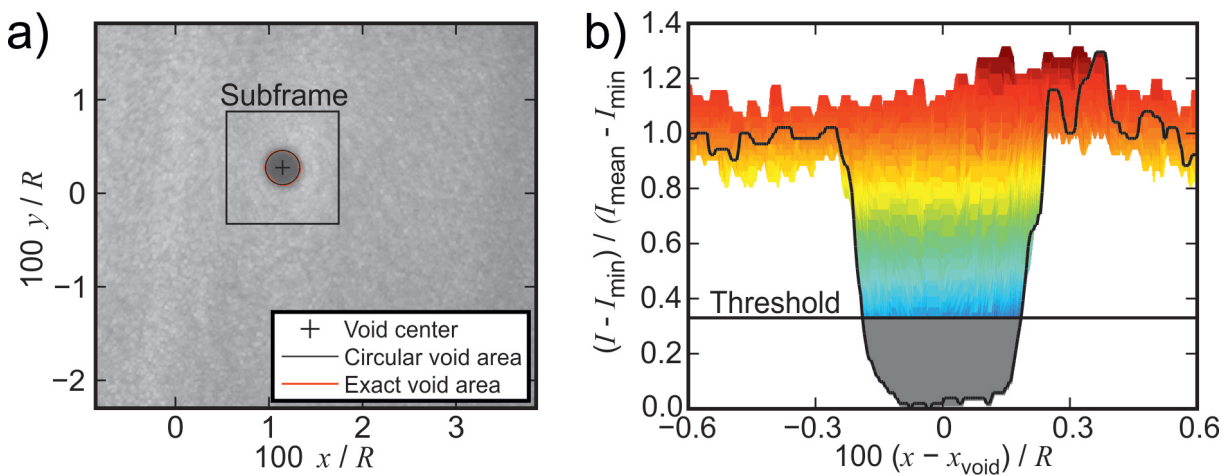 a)
Subframe
1
0
−1
−2
100 y / R
0
1
2
3
100 x / R
Void center
Circular void area
Exact void area
b)
1.4
1.2
1.0
0.8
0.6
0.4
0.2
0.0
(I - I_min) / (I_mean - I_min)
Threshold
−0.6
−0.3
0
0.3
0.6
100 (x − x_void) / R